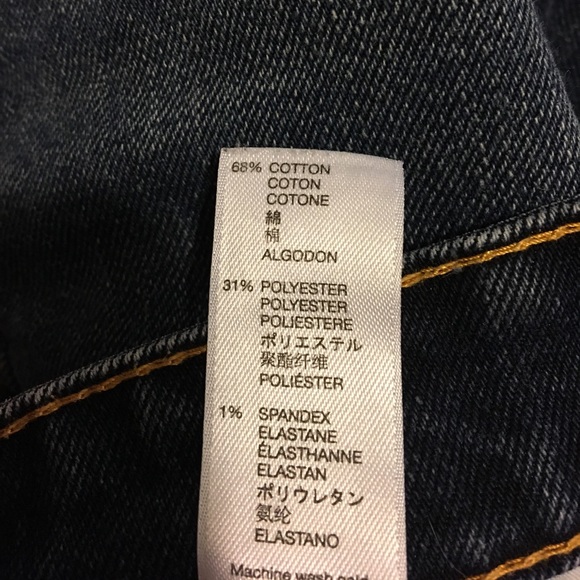 68% COTTON
COTON
COTONE
綿
棉
ALGODON
31% POLYESTER
POLYESTER
POLIESTERE
ポリエステル
聚酯纤维
POLIÉSTER
1% SPANDEX
ELASTANE
ÉLASTHANNE
ELASTAN
ポリウレタン
氨纶
ELASTANO
Machine wash cold